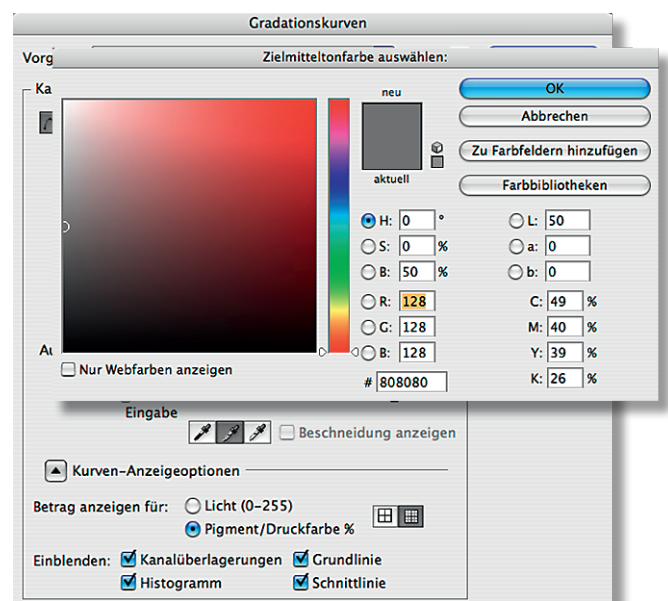 Gradationskurven
Vorg
Zielmitteltonfarbe auswählen:
Ka
neu
aktuell
OK
Abbrechen
Zu Farbfeldern hinzufügen
Farbbibliotheken
H: 0 ° L: 50
S: 0 % a: 0
B: 50 % b: 0
R: 128 C: 49 %
G: 128 M: 40 %
B: 128 Y: 39 %
# 808080 K: 26 %
Au
Nur Webfarben anzeigen
Eingabe
Beschneidung anzeigen
Kurven-Anzeigeoptionen
Betrag anzeigen für: Licht (0-255)
Pigment/Druckfarbe %
Einblenden: Kanalüberlagerungen Grundlinie
Histogramm Schnittlinie